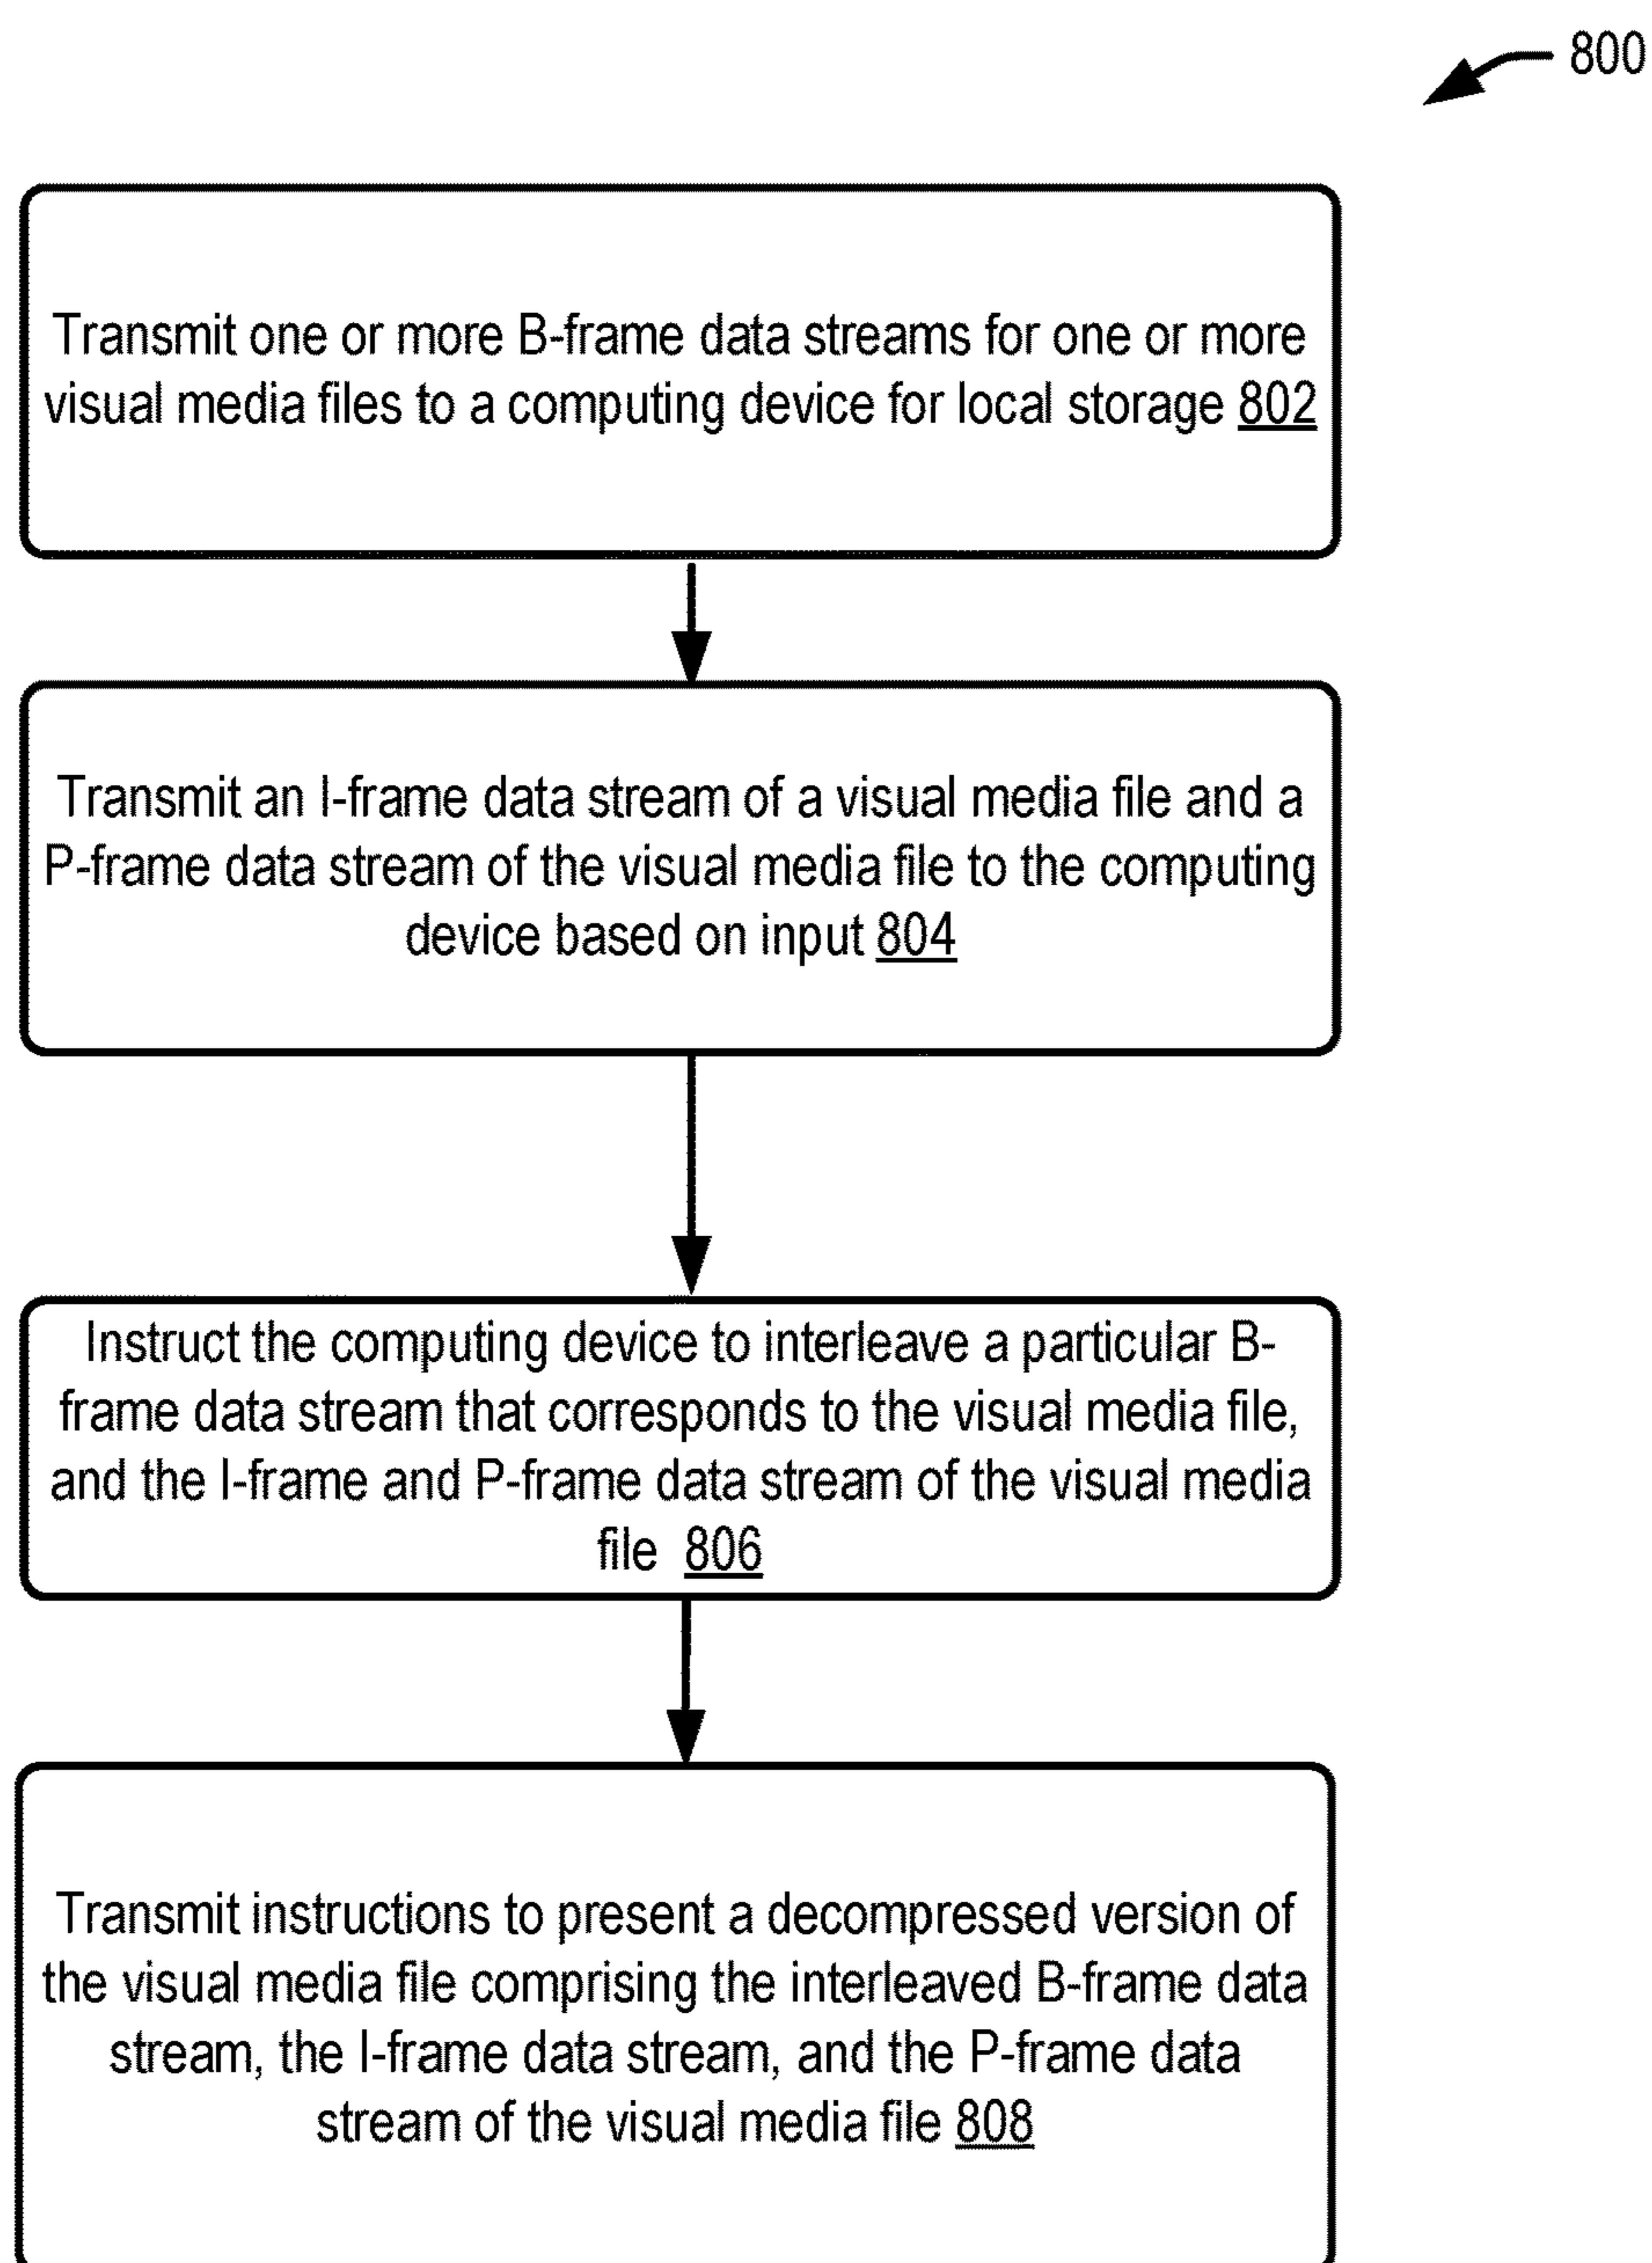 800
Transmit one or more B-frame data streams for one or more
visual media files to a computing device for local storage 802
Transmit an I-frame data stream of a visual media file and a
P-frame data stream of the visual media file to the computing
device based on input 804
Instruct the computing device to interleave a particular B-
frame data stream that corresponds to the visual media file,
and the I-frame and P-frame data stream of the visual media
file 806
Transmit instructions to present a decompressed version of
the visual media file comprising the interleaved B-frame data
stream, the I-frame data stream, and the P-frame data
stream of the visual media file 808